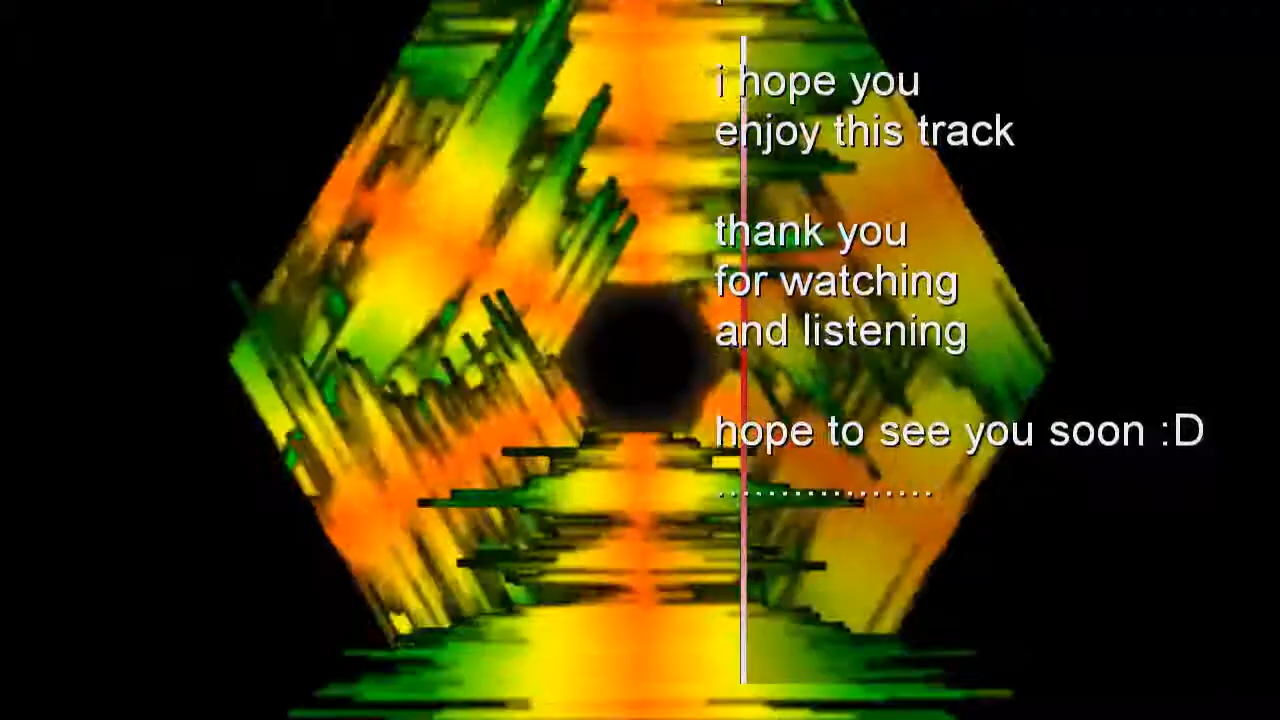 i hope you
enjoy this track
thank you
for watching
and listening
hope to see you soon :D
.................